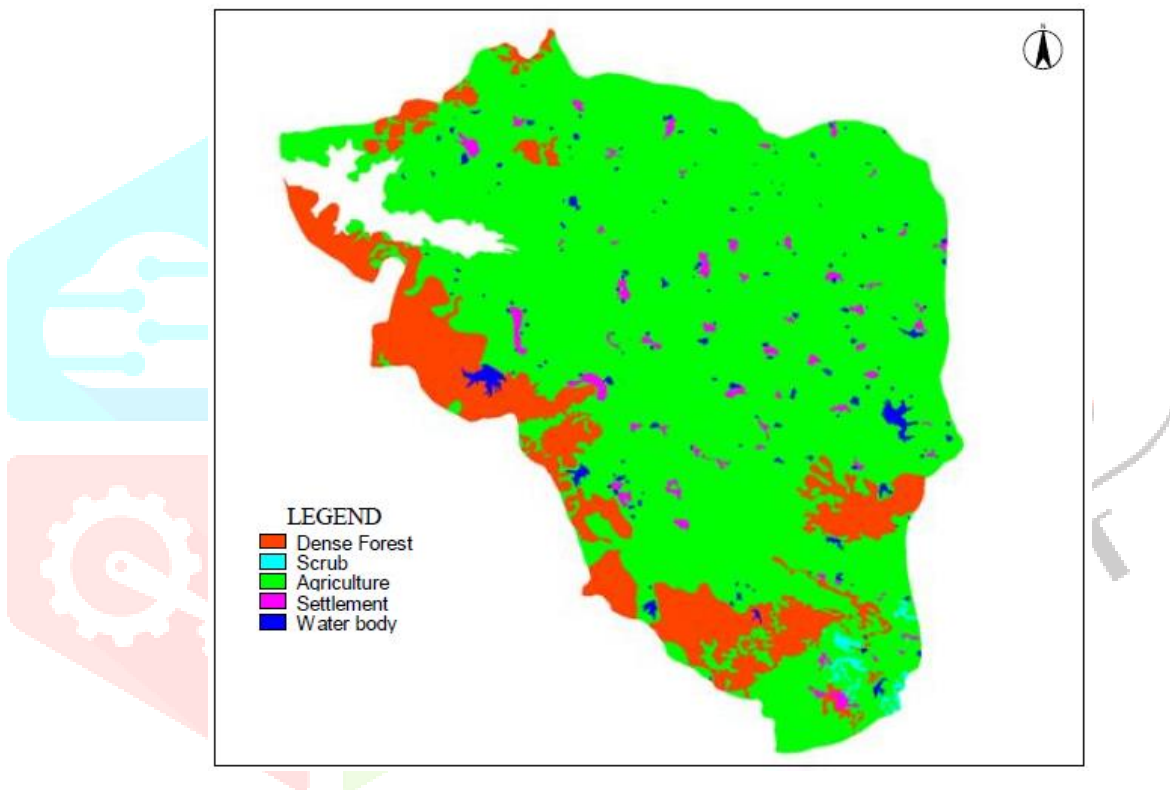 N
LEGEND
Dense Forest
Scrub
Agriculture
Settlement
Water body